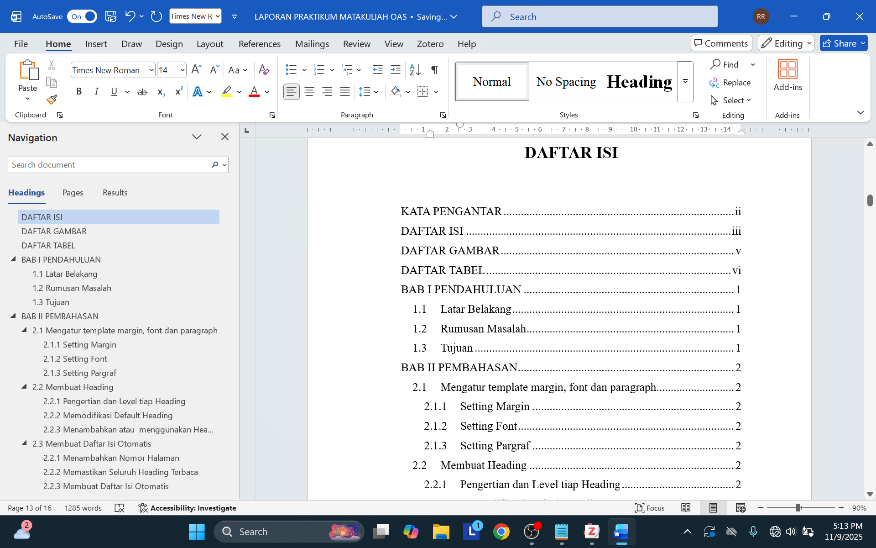 AutoSave On Times New R LAPORAN PRAKTIKUM MATAKULIAH OAS • Saving... Search RR
File Home Insert Draw Design Layout References Mailings Review View Zotero Help Comments Editing Share
Paste Times New Roman 14 Normal No Spacing Heading Find Replace Select Add-ins
Clipboard Font Paragraph Styles Editing Add-ins
Navigation
Search document
Headings Pages Results
DAFTAR ISI
DAFTAR GAMBAR
DAFTAR TABEL
BAB I PENDAHULUAN
1.1 Latar Belakang
1.2 Rumusan Masalah
1.3 Tujuan
BAB II PEMBAHASAN
2.1 Mengatur template margin, font dan paragraph
2.1.1 Setting Margin
2.1.2 Setting Font
2.1.3 Setting Pargraf
2.2 Membuat Heading
2.2.1 Pengertian dan Level tiap Heading
2.2.2 Memodifikasi Default Heading
2.2.3 Menambahkan atau menggunakan Hea...
2.3 Membuat Daftar Isi Otomatis
2.2.1 Menambahkan Nomor Halaman
2.2.2 Memastikan Seluruh Heading Terbaca
2.2.3 Membuat Daftar Isi Otomatis
DAFTAR ISI
KATA PENGANTAR ii
DAFTAR ISI iii
DAFTAR GAMBAR v
DAFTAR TABEL vi
BAB I PENDAHULUAN 1
1.1 Latar Belakang 1
1.2 Rumusan Masalah 1
1.3 Tujuan 1
BAB II PEMBAHASAN 2
2.1 Mengatur template margin, font dan paragraph 2
2.1.1 Setting Margin 2
2.1.2 Setting Font 2
2.1.3 Setting Pargraf 2
2.2 Membuat Heading 2
2.2.1 Pengertian dan Level tiap Heading 2
Page 13 of 16 1285 words Accessibility: Investigate Focus 90%
Search 5:13 PM
11/9/2025